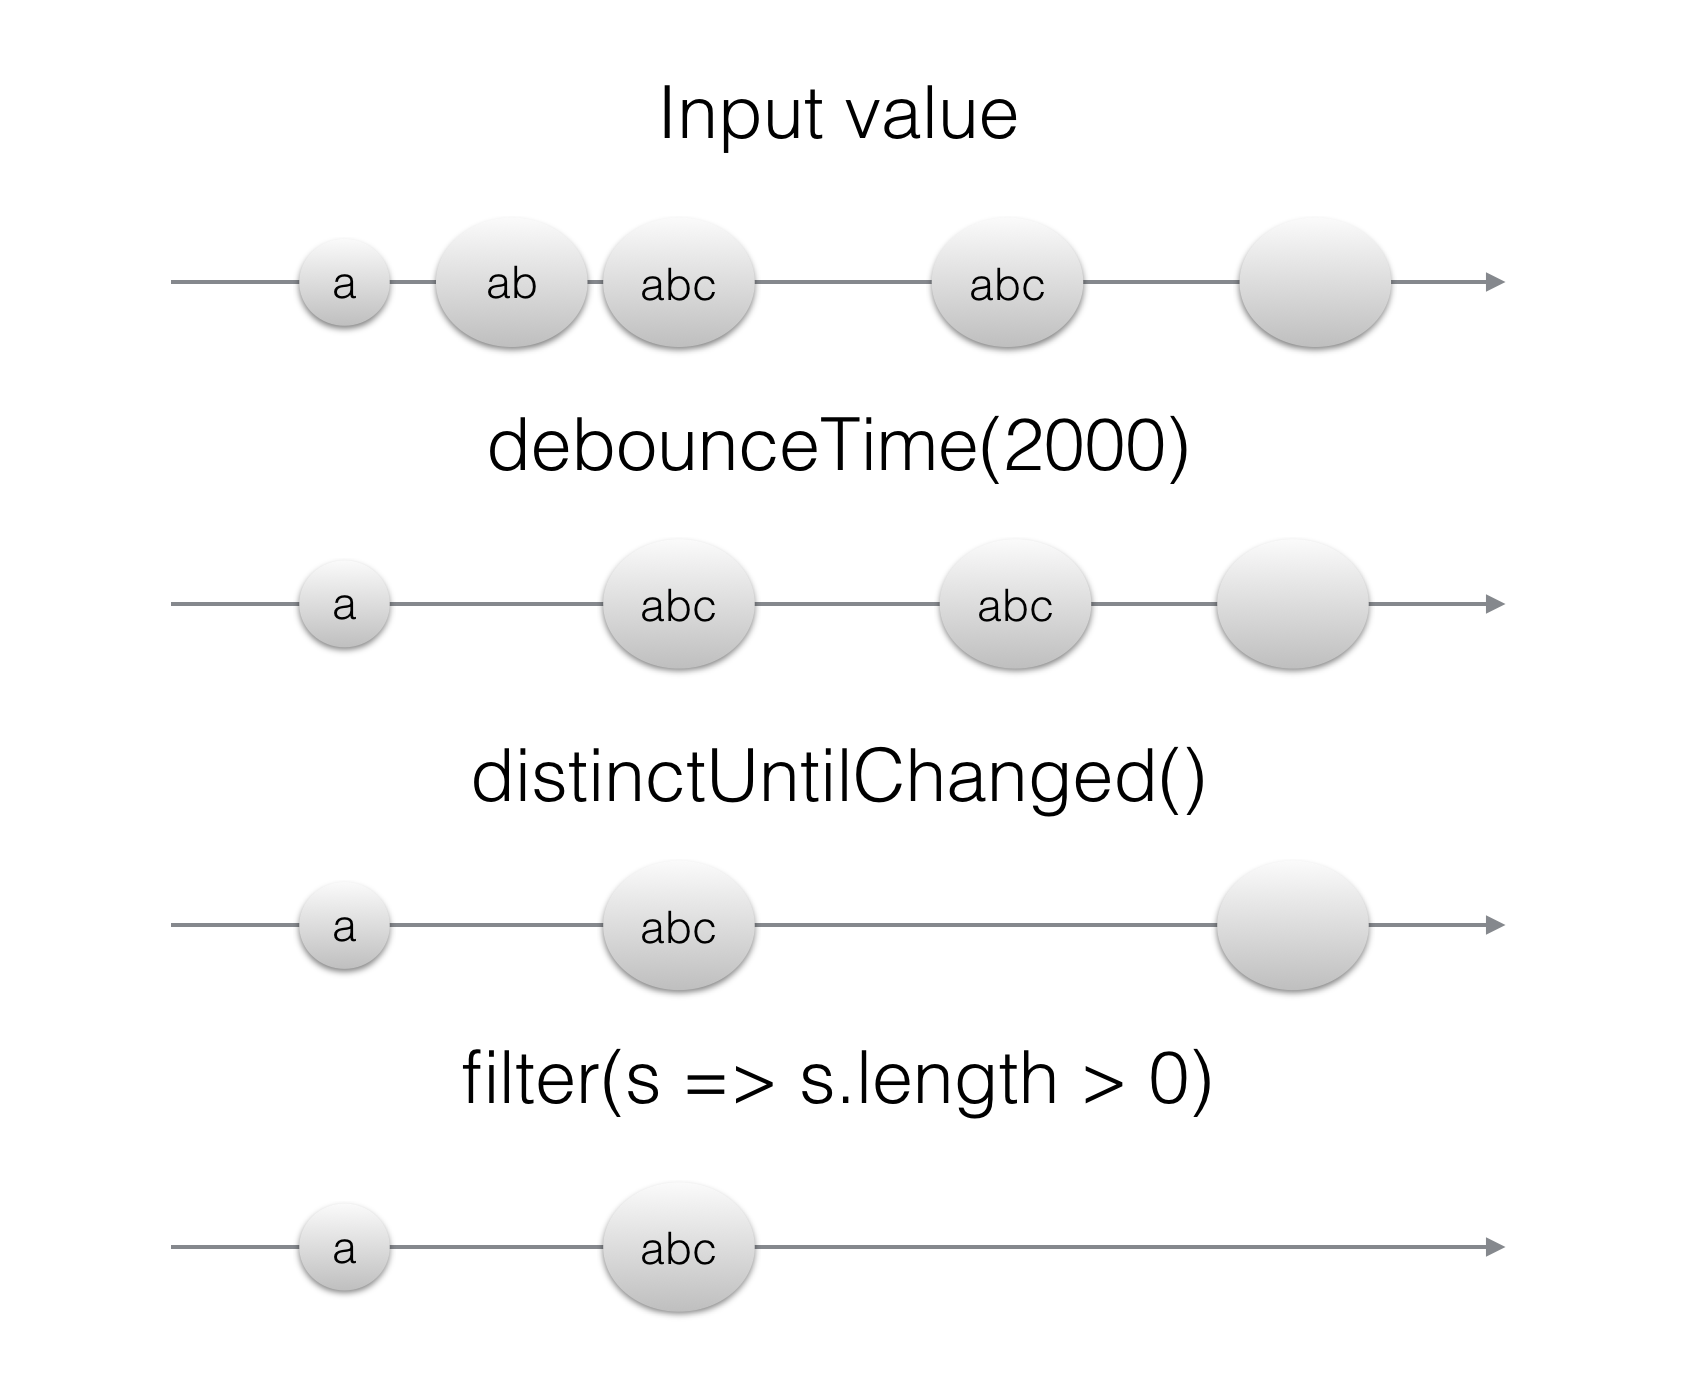 Input value
a ab abc abc
debounceTime(2000)
a abc abc
distinctUntilChanged()
a abc
filter(s => s.length > 0)
a abc